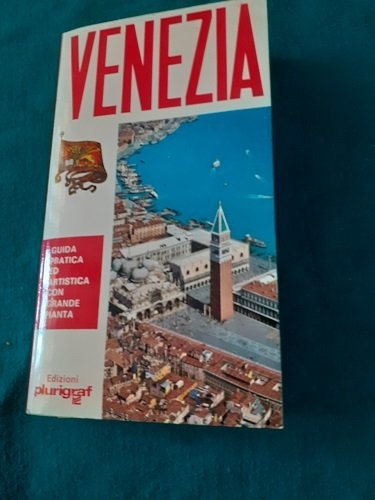 VENEZIA
GUIDA
PRATICA
ED
ARTISTICA
CON
GRANDE
PIANTA
Edizioni
plurigraf